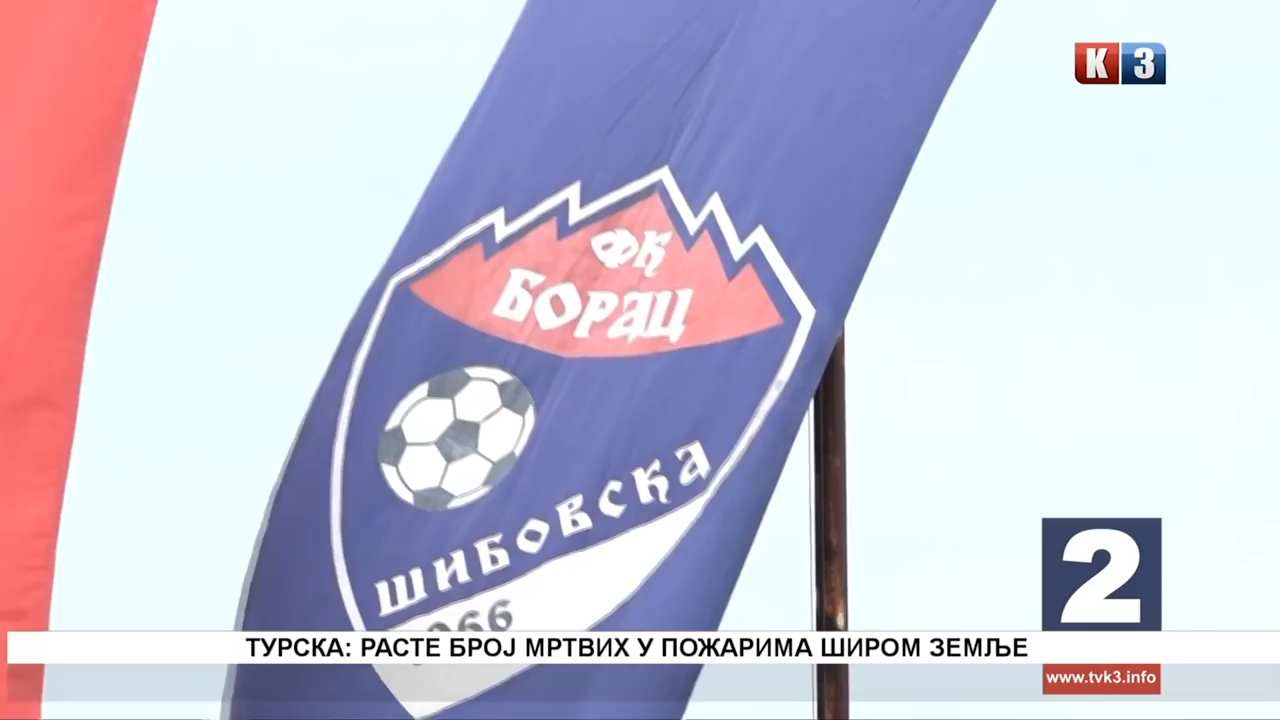 К3
ФК
БОРАЦ
ШИБОВСКА
2
ТУРСКА: РАСТЕ БРОЈ МРТВИХ У ПОЖАРИМА ШИРОМ ЗЕМЉЕ
www.tvk3.info